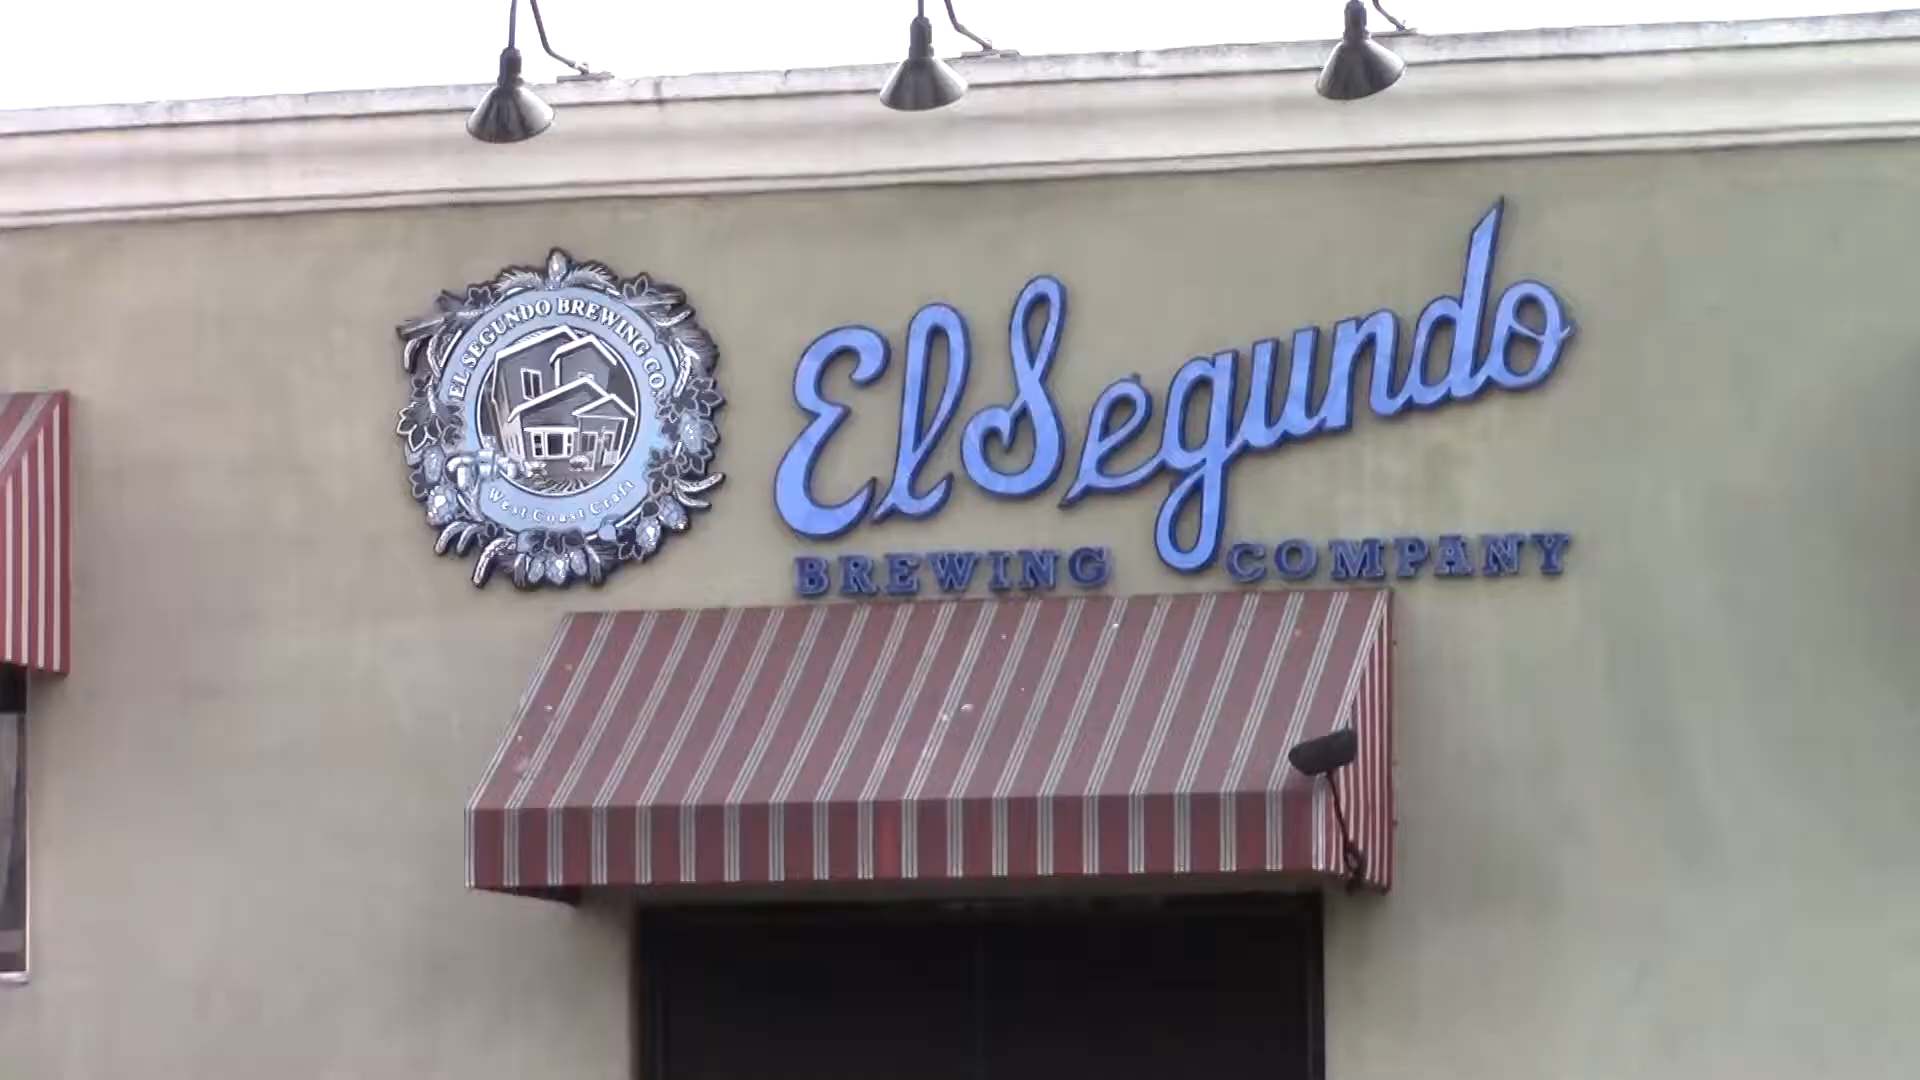 EL SEGUNDO BREWING CO.
West Coast Craft
El Segundo
BREWING COMPANY